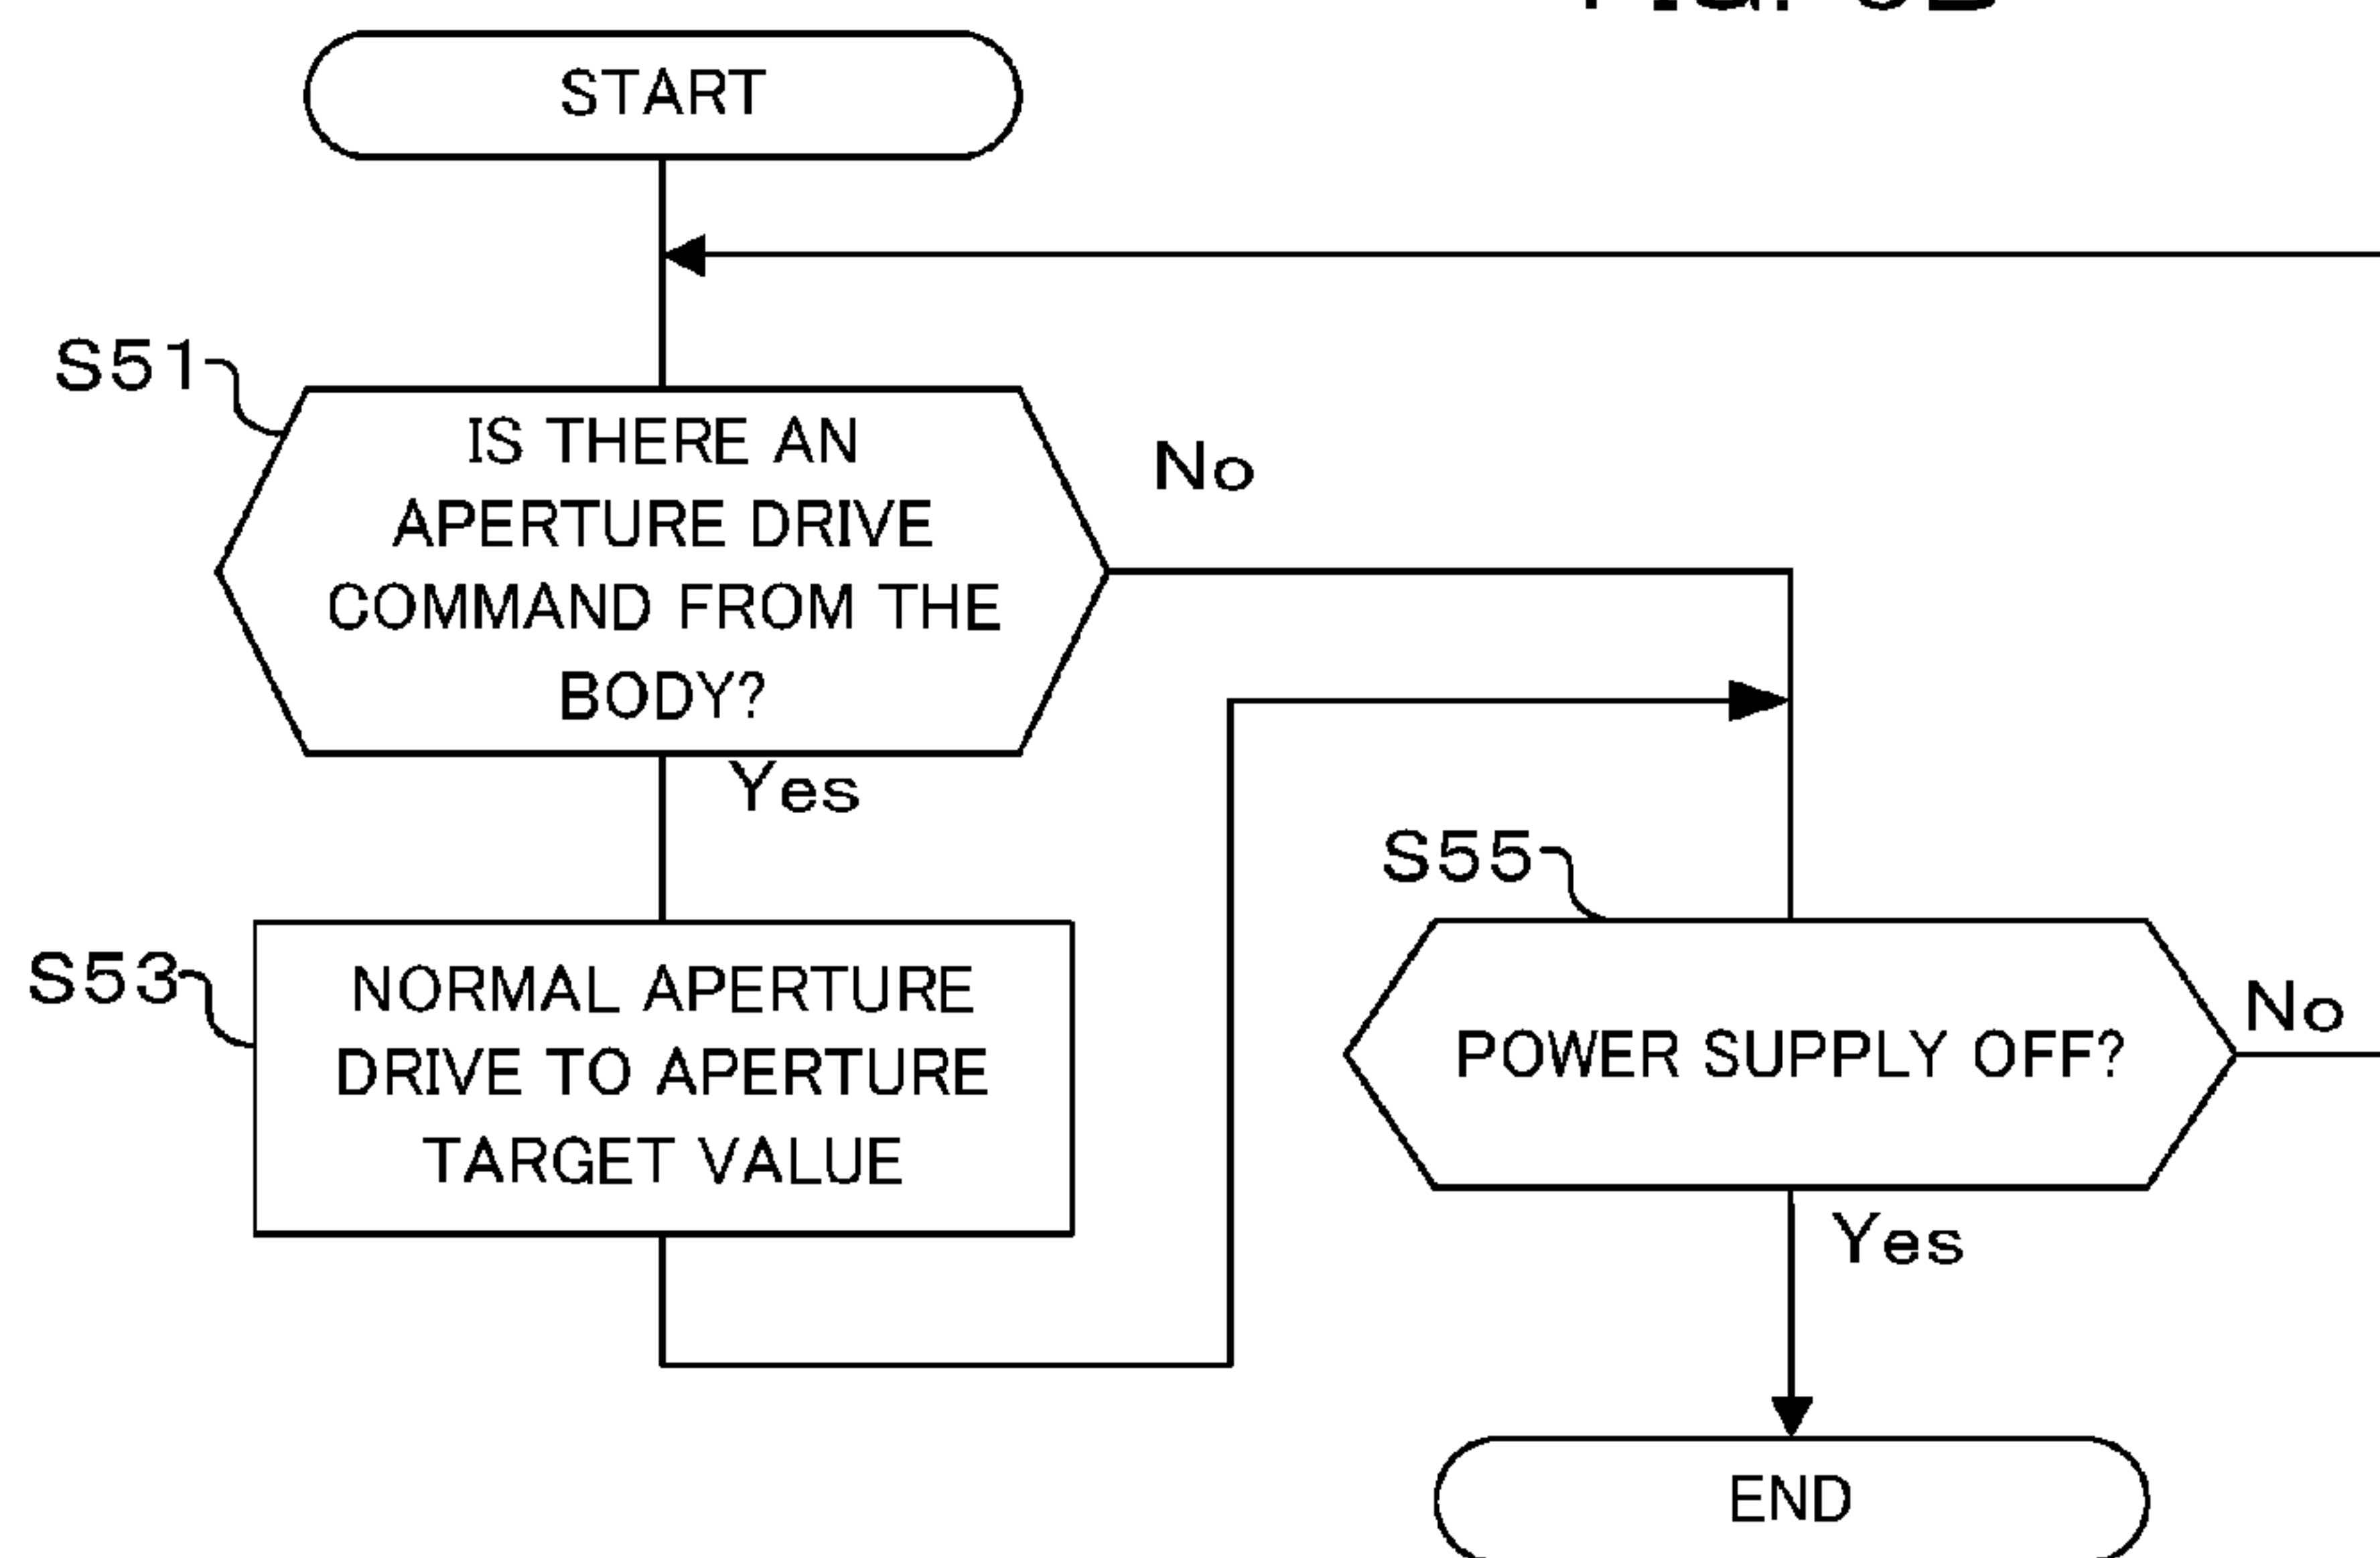 START
S51
IS THERE AN
APERTURE DRIVE
COMMAND FROM THE
BODY?
No
Yes
S53
NORMAL APERTURE
DRIVE TO APERTURE
TARGET VALUE
S55
POWER SUPPLY OFF?
No
Yes
END